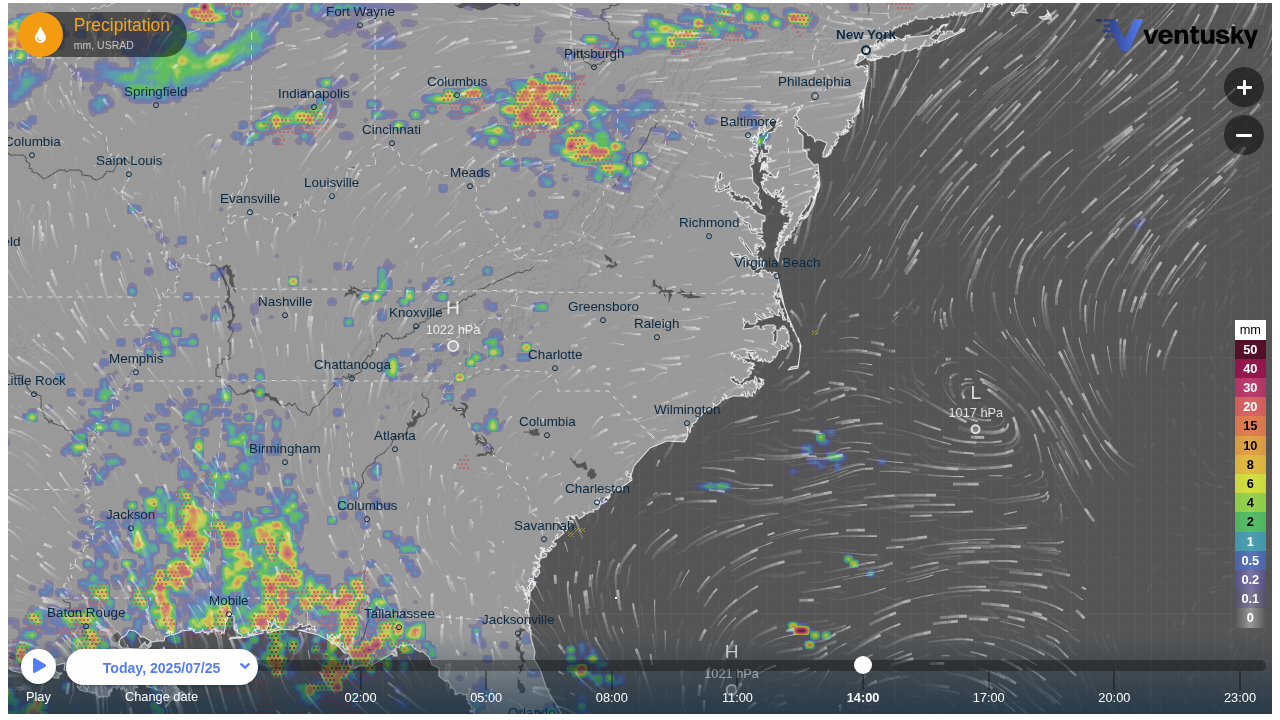 Precipitation
mm, USRAD
ventusky
Fort Wayne
New York
Pittsburgh
Columbus
Philadelphia
Springfield
Indianapolis
Cincinnati
Baltimore
Columbia
Saint Louis
Meads
Louisville
Evansville
Richmond
eld
Virginia Beach
Nashville
Knoxville
H
1022 hPa
Greensboro
Raleigh
Memphis
Chattanooga
Charlotte
Little Rock
L
1017 hPa
Wilmington
Columbia
Atlanta
Birmingham
Charleston
Columbus
Jackson
Savannah
Baton Rouge
Mobile
Tallahassee
Jacksonville
H
1021 hPa
Orlando
mm
50
40
30
20
15
10
8
6
4
2
1
0.5
0.2
0.1
0
Today, 2025/07/25
Play
Change date
02:00
05:00
08:00
11:00
14:00
17:00
20:00
23:00